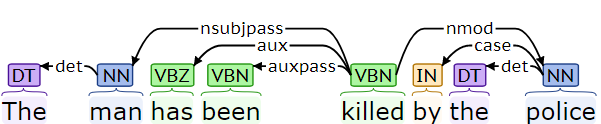 nsubjpass nmod
aux case
det auxpass det
DT NN VBZ VBN VBN IN DT NN
The man has been killed by the police